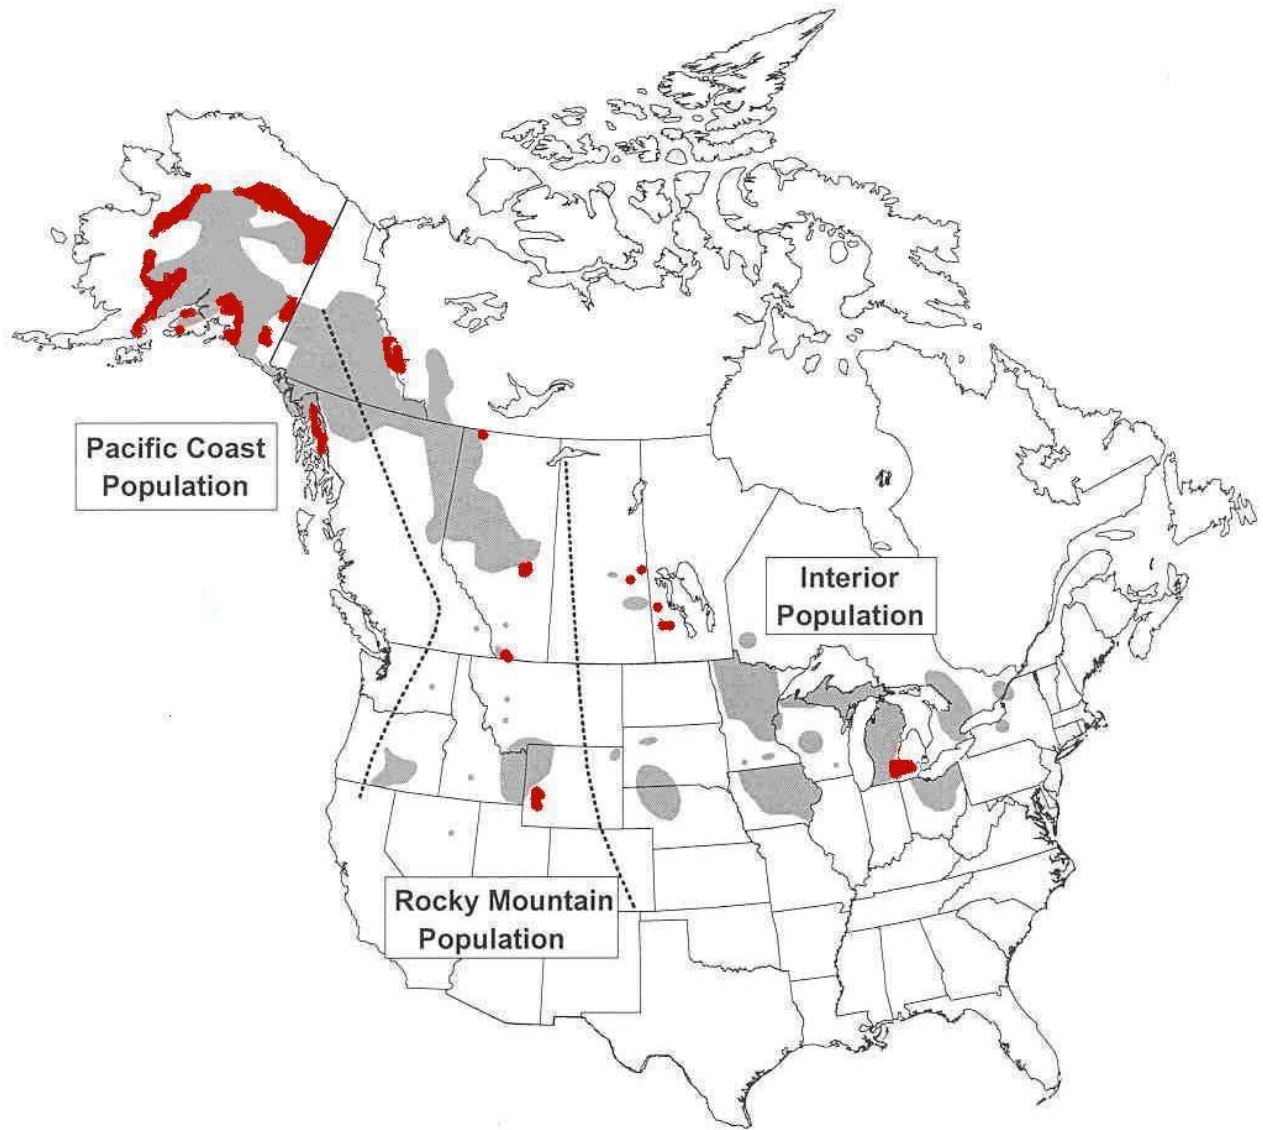 Pacific Coast
Population
Interior
Population
Rocky Mountain
Population